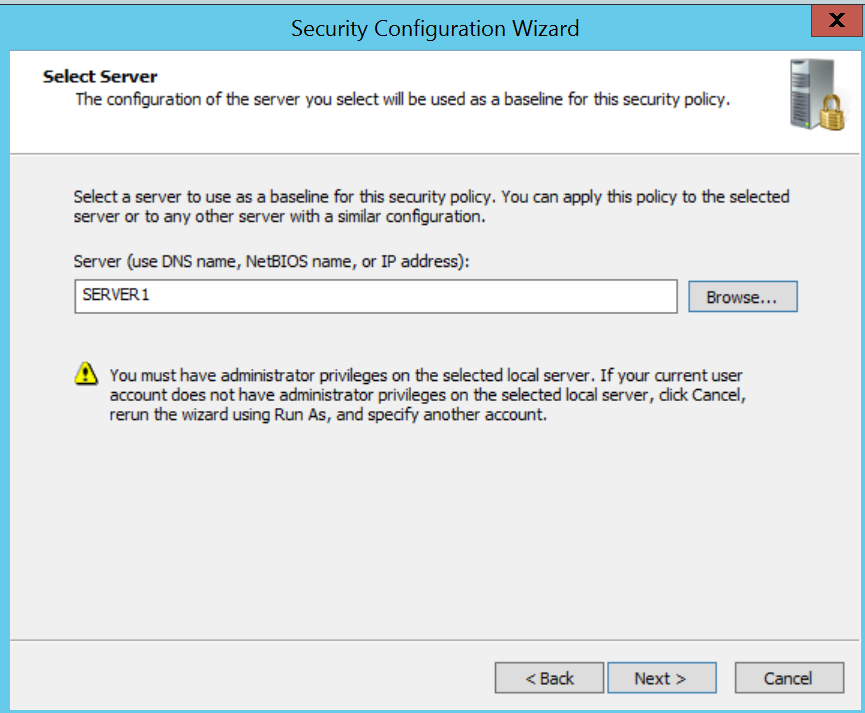 Security Configuration Wizard
X
Select Server
The configuration of the server you select will be used as a baseline for this security policy.
Select a server to use as a baseline for this security policy. You can apply this policy to the selected
server or to any other server with a similar configuration.
Server (use DNS name, NetBIOS name, or IP address):
SERVER1
Browse...
You must have administrator privileges on the selected local server. If your current user
account does not have administrator privileges on the selected local server, click Cancel,
rerun the wizard using Run As, and specify another account.
< Back Next > Cancel